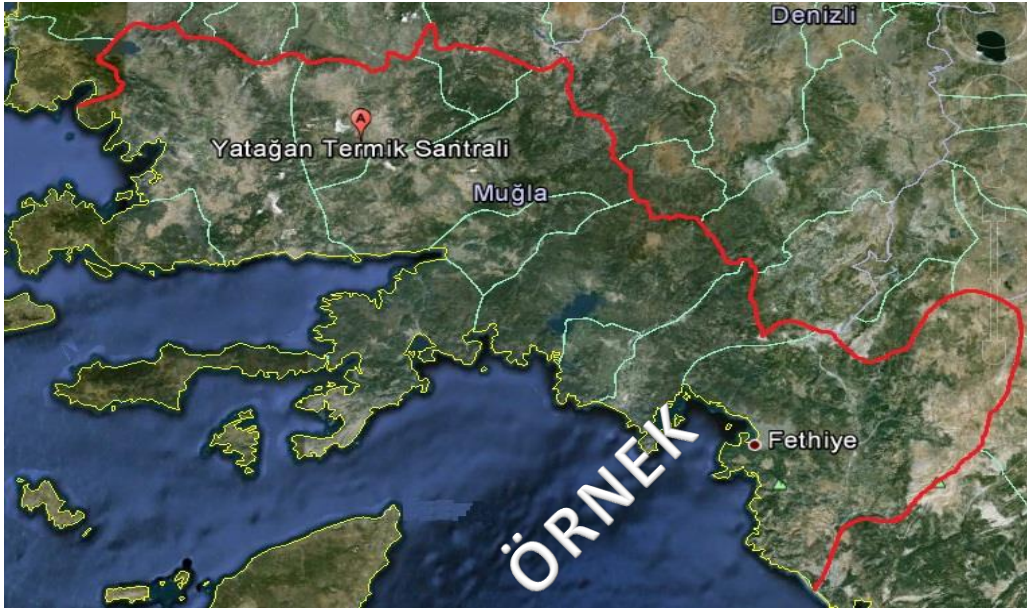 Denizli
A
Yatağan Termik Santrali
Muğla
Fethiye
ÖRNEK